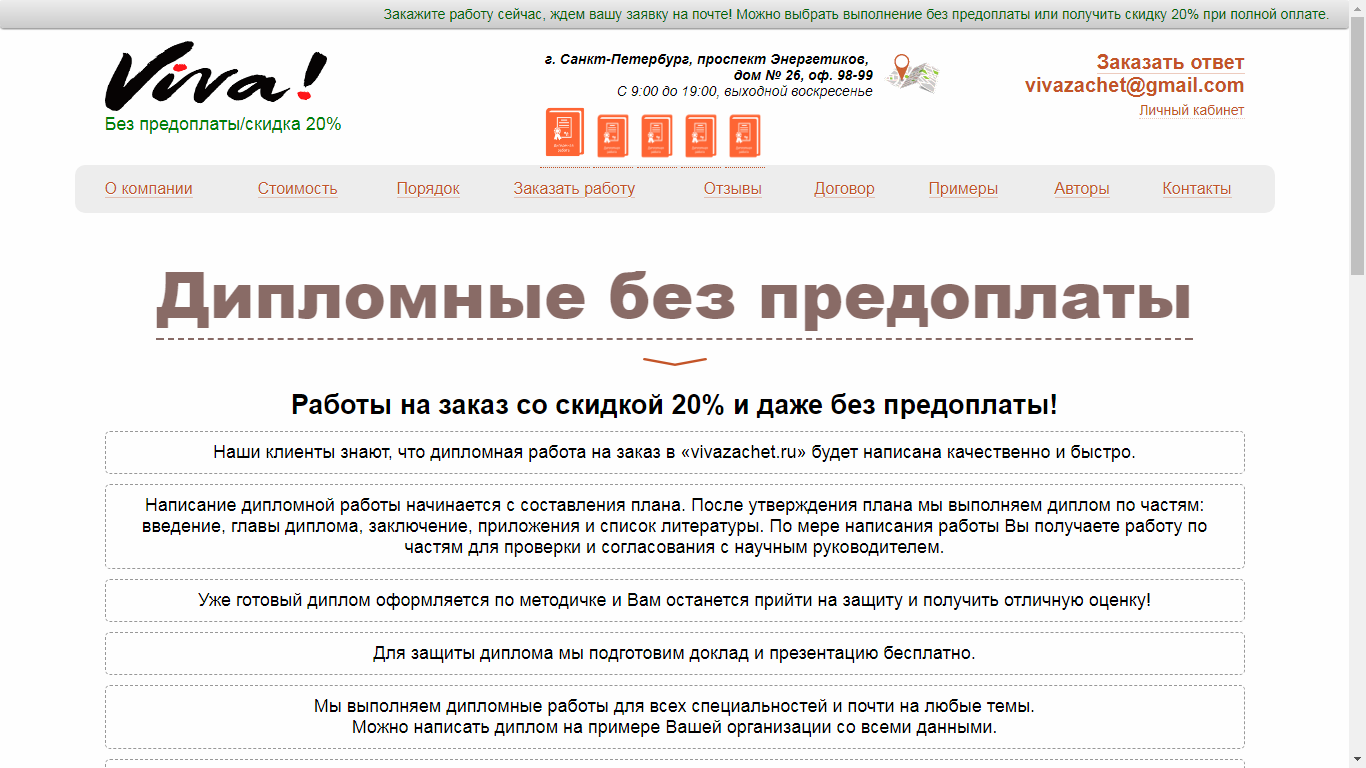 Закажите работу сейчас, ждем вашу заявку на почте! Можно выбрать выполнение без предоплаты или получить скидку 20% при полной оплате.
Viva!
Без предоплаты/скидка 20%
г. Санкт-Петербург, проспект Энергетиков,
дом № 26, оф. 98-99
С 9:00 до 19:00, выходной воскресенье
Заказать ответ
vivazachet@gmail.com
Личный кабинет
О компании
Стоимость
Порядок
Заказать работу
Отзывы
Договор
Примеры
Авторы
Контакты
Дипломные без предоплаты
Работы на заказ со скидкой 20% и даже без предоплаты!
Наши клиенты знают, что дипломная работа на заказ в «vivazachet.ru» будет написана качественно и быстро.
Написание дипломной работы начинается с составления плана. После утверждения плана мы выполняем диплом по частям:
введение, главы диплома, заключение, приложения и список литературы. По мере написания работы Вы получаете работу по
частям для проверки и согласования с научным руководителем.
Уже готовый диплом оформляется по методичке и Вам останется прийти на защиту и получить отличную оценку!
Для защиты диплома мы подготовим доклад и презентацию бесплатно.
Мы выполняем дипломные работы для всех специальностей и почти на любые темы.
Можно написать диплом на примере Вашей организации со всеми данными.